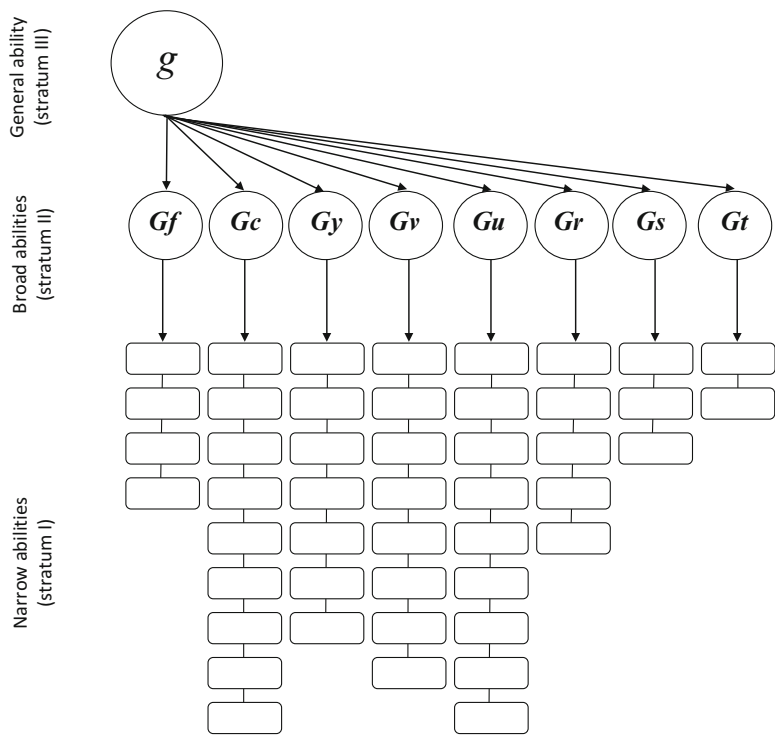 General ability
(stratum III)
g
Broad abilities
(stratum II)
Gf Gc Gy Gv Gu Gr Gs Gt
Narrow abilities
(stratum I)